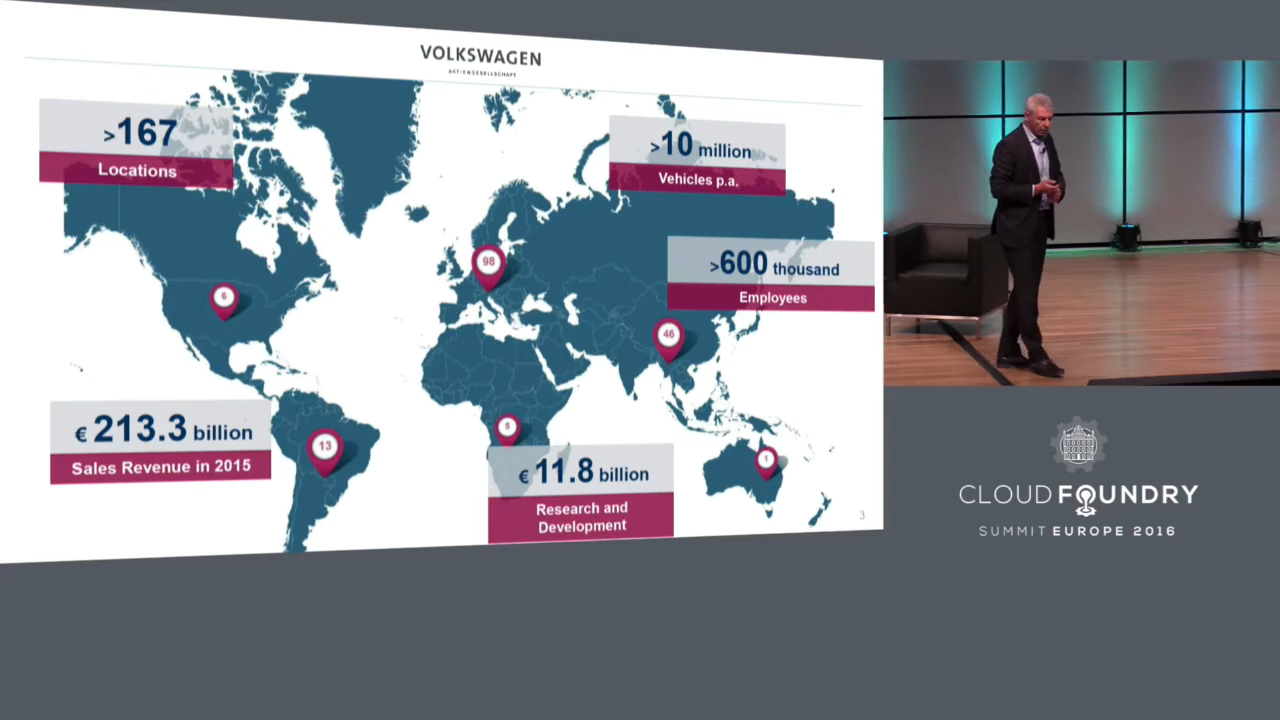 VOLKSWAGEN
AKTIENGESELLSCHAFT
>167
Locations
>10 million
Vehicles p.a.
>600 thousand
Employees
98
6
46
€ 213.3 billion
Sales Revenue in 2015
13
5
€ 11.8 billion
Research and
Development
1
3
CLOUD FOUNDRY
SUMMIT EUROPE 2016